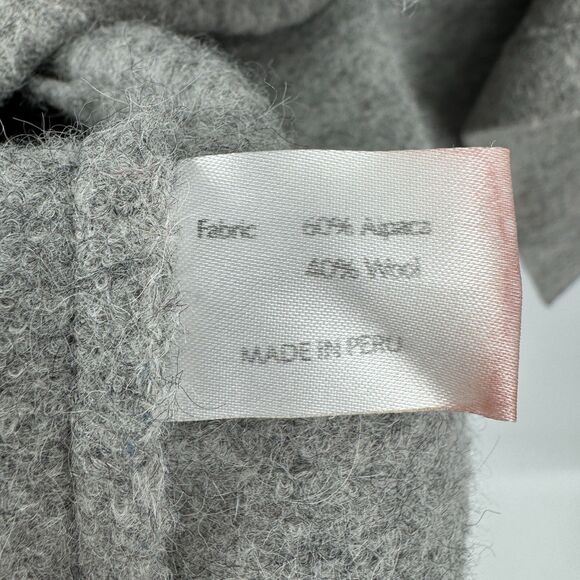 Fabric 60% Alpaca
40% Wool
MADE IN PERU